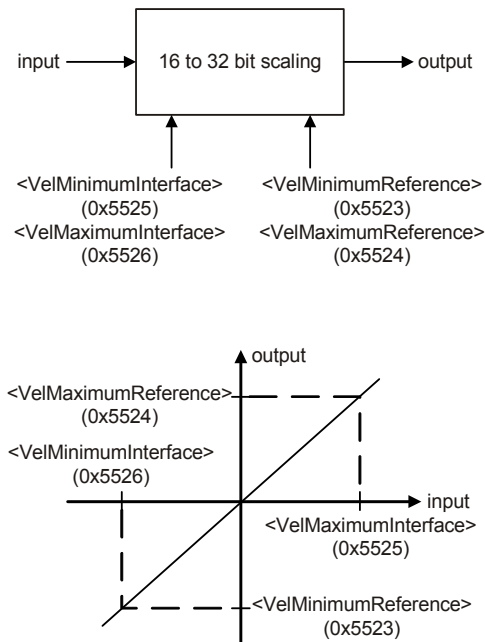 input
16 to 32 bit scaling
output
<VelMinimumInterface>
(0x5525)
<VelMaximumInterface>
(0x5526)
<VelMinimumReference>
(0x5523)
<VelMaximumReference>
(0x5524)
output
<VelMaximumReference>
(0x5524)
<VelMinimumInterface>
(0x5526)
input
<VelMaximumInterface>
(0x5525)
<VelMinimumReference>
(0x5523)